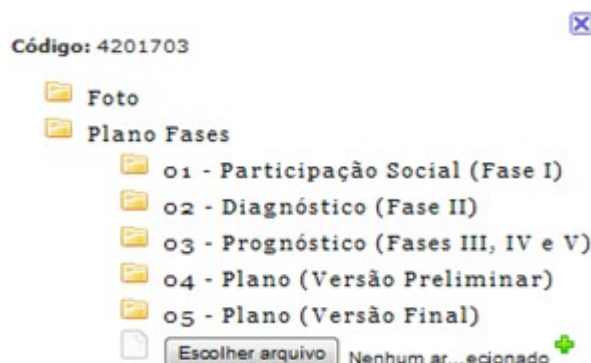 Código: 4201703
Foto
Plano Fases
01 - Participação Social (Fase I)
02 - Diagnóstico (Fase II)
03 - Prognóstico (Fases III, IV e V)
04 - Plano (Versão Preliminar)
05 - Plano (Versão Final)
Escolher arquivo Nenhum ar...ecionado